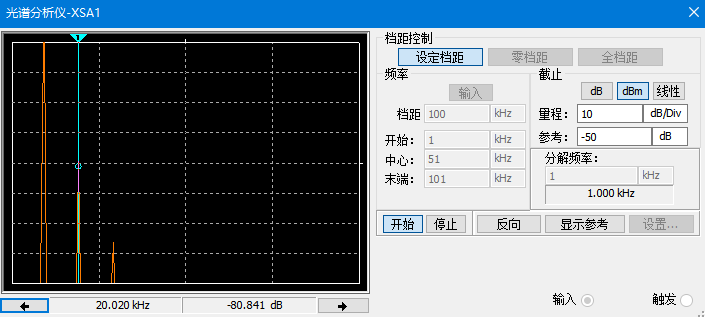 光谱分析仪-XSA1
1
档距控制
设定档距 零档距 全档距
频率
输入
档距 100 kHz
开始: 1 kHz
中心: 51 kHz
末端: 101 kHz
截止
dB dBm 线性
量程: 10 dB/Div
参考: -50 dB
分解频率:
1 kHz
1.000 kHz
开始 停止 反向 显示参考 设置...
20.020 kHz -80.841 dB
输入 触发